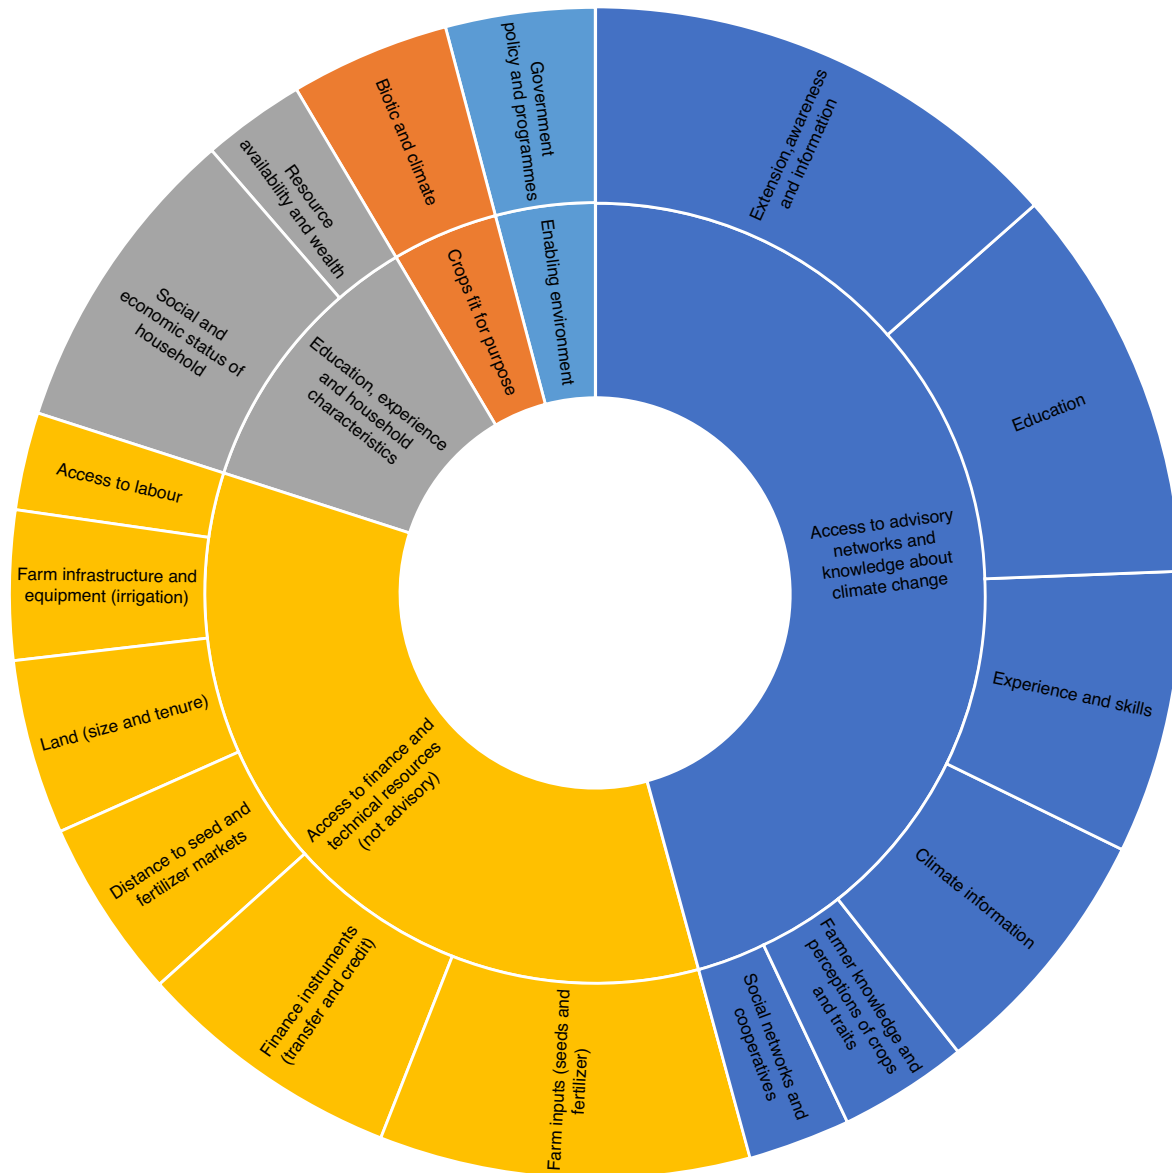 Extension, awareness
and information
Education
Experience and skills
Climate information
Farmer knowledge and
perceptions of crops
and traits
Social networks and
cooperatives
Farm inputs (seeds and
fertilizer)
Finance instruments
(transfer and credit)
Distance to seed and
fertilizer markets
Land (size and tenure)
Farm infrastructure and
equipment (irrigation)
Access to labour
Social and
economic status of
household
Resource
availability and wealth
Biotic and climate
Government
policy and programmes
Access to advisory
networks and
knowledge about
climate change
Access to finance and
technical resources
(not advisory)
Education, experience
and household
characteristics
Crops fit for purpose
Enabling environment